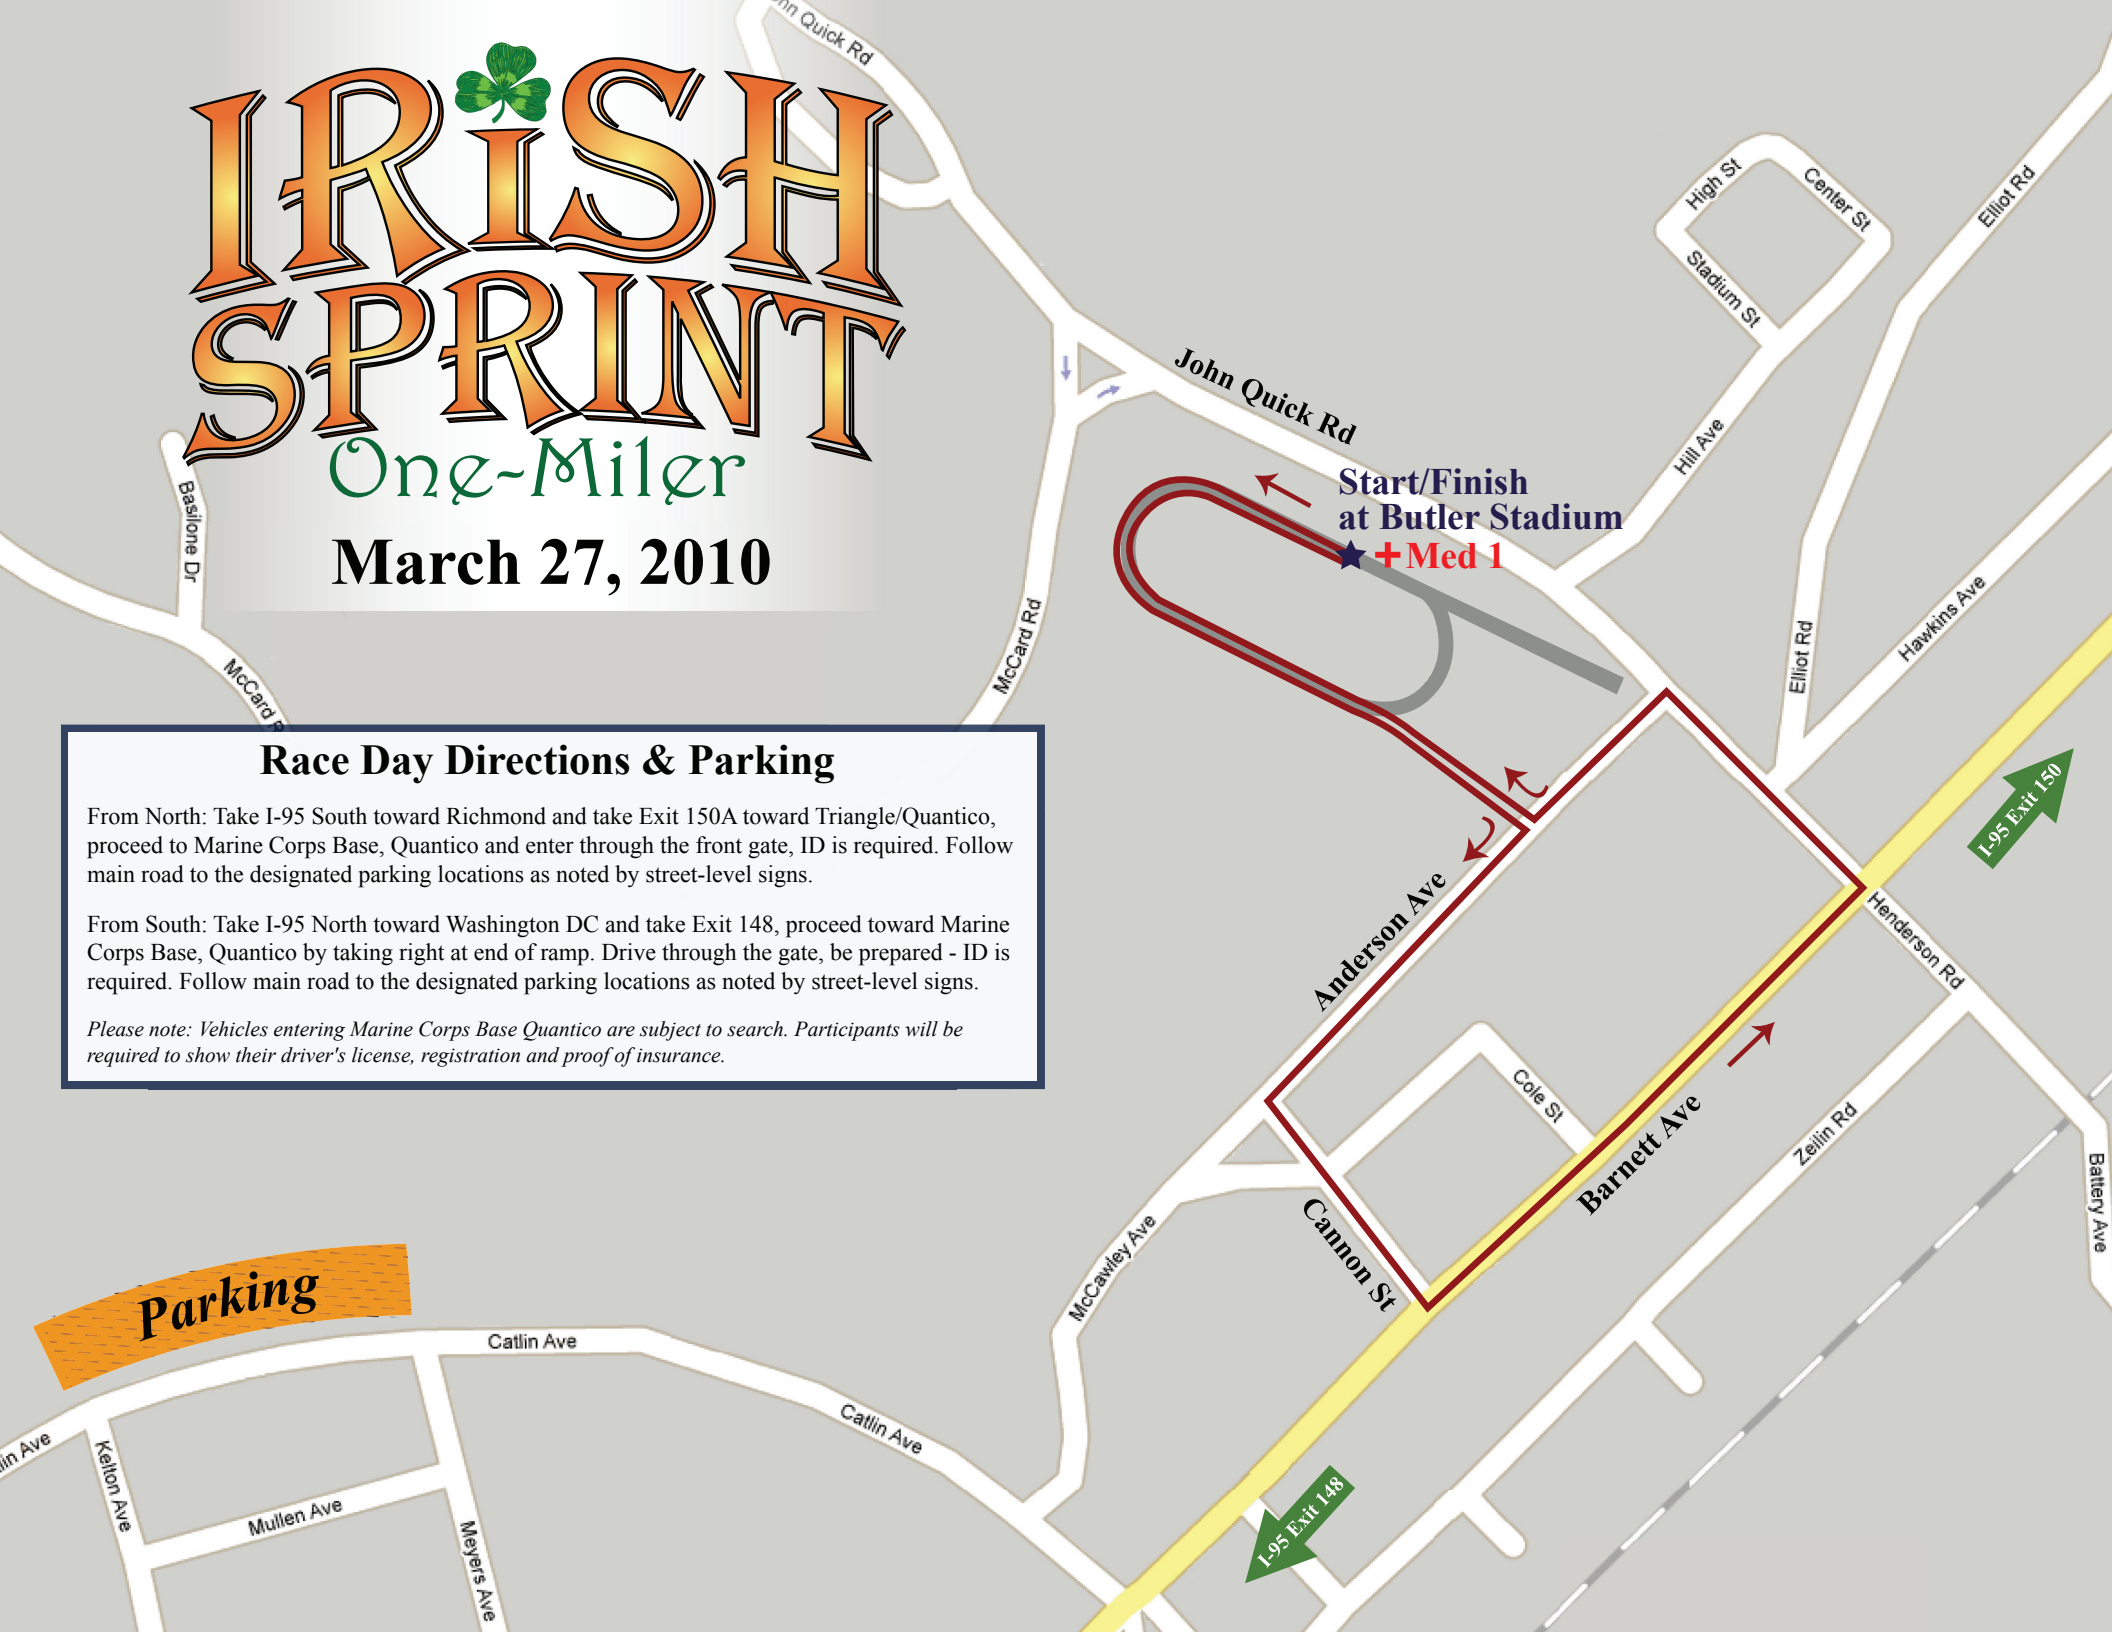 IRISH
SPRINT
One-Miler
March 27, 2010
Quick Rd
High St
Center St
Stadium St
Elliot Rd
Hill Ave
John Quick Rd
Start/Finish
at Butler Stadium
Med 1
Basilone Dr
McCard
McCard Rd
Elliot Rd
Hawkins Ave
I-95 Exit 150
Race Day Directions & Parking
From North: Take I-95 South toward Richmond and take Exit 150A toward Triangle/Quantico,
proceed to Marine Corps Base, Quantico and enter through the front gate, ID is required. Follow
main road to the designated parking locations as noted by street-level signs.
From South: Take I-95 North toward Washington DC and take Exit 148, proceed toward Marine
Corps Base, Quantico by taking right at end of ramp. Drive through the gate, be prepared - ID is
required. Follow main road to the designated parking locations as noted by street-level signs.
Please note: Vehicles entering Marine Corps Base Quantico are subject to search. Participants will be
required to show their driver's license, registration and proof of insurance.
Anderson Ave
Henderson Rd
Cole St
Barnett Ave
Zeilin Rd
Battery Ave
Cannon St
McCawley Ave
Parking
Catlin Ave
Catlin Ave
Ave
Kelton Ave
Mullen Ave
Meyers Ave
I-95 Exit 148